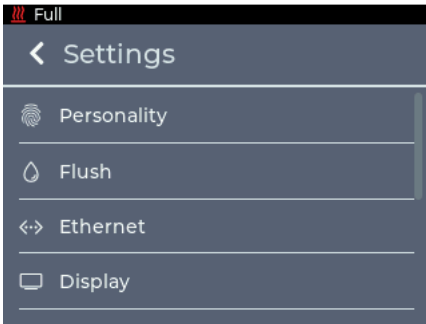 Full
Settings
Personality
Flush
Ethernet
Display